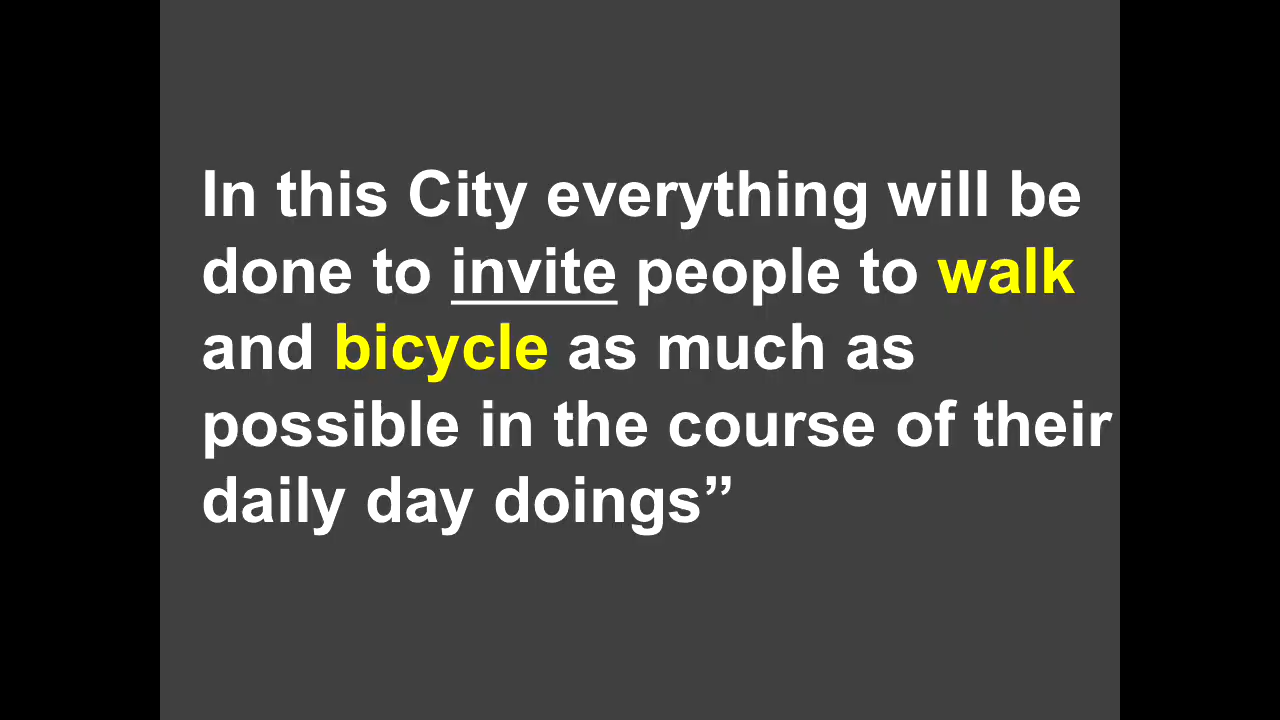 In this City everything will be
done to invite people to walk
and bicycle as much as
possible in the course of their
daily day doings”